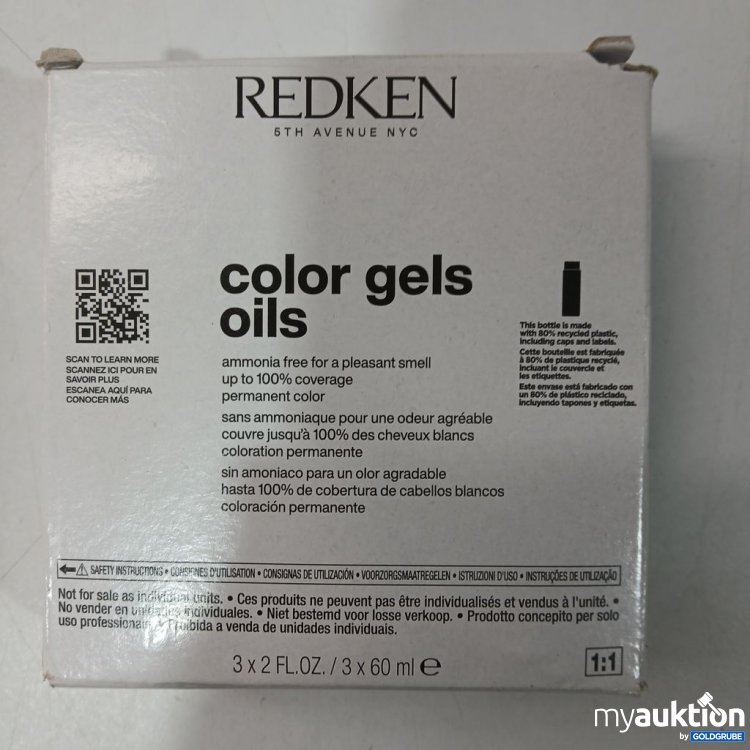 REDKEN
5TH AVENUE NYC
color gels
oils
SCAN TO LEARN MORE
SCANNEZ ICI POUR EN
SAVOIR PLUS
ESCANEA AQUÍ PARA
CONOCER MÁS
ammonia free for a pleasant smell
up to 100% coverage
permanent color
sans ammoniaque pour une odeur agréable
couvre jusqu'à 100% des cheveux blancs
coloration permanente
sin amoniaco para un olor agradable
hasta 100% de cobertura de cabellos blancos
coloración permanente
This bottle is made
with 80% recycled plastic,
including caps and labels.
Cette bouteille est fabriquée
à 80% de plastique recyclé,
incluant le couvercle et
les étiquettes.
Este envase está fabricado con
un 80% de plástico reciclado,
incluyendo tapones y etiquetas.
SAFETY INSTRUCTIONS • CONSIGNES D'UTILISATION • CONSIGNAS DE UTILIZACIÓN • VOORZORGSMAATREGELEN • ISTRUZIONI D'USO • INSTRUÇÕES DE UTILIZAÇÃO
Not for sale as individual units. • Ces produits ne peuvent pas être individualisés et vendus à l'unité. •
No vender en unidades individuales. • Niet bestemd voor losse verkoop. • Prodotto concepito per solo
uso professionale. • Proibida a venda de unidades individuais.
3 x 2 FL.OZ. / 3 x 60 ml ℮
1:1
myauktion
by GOLDGRUBE